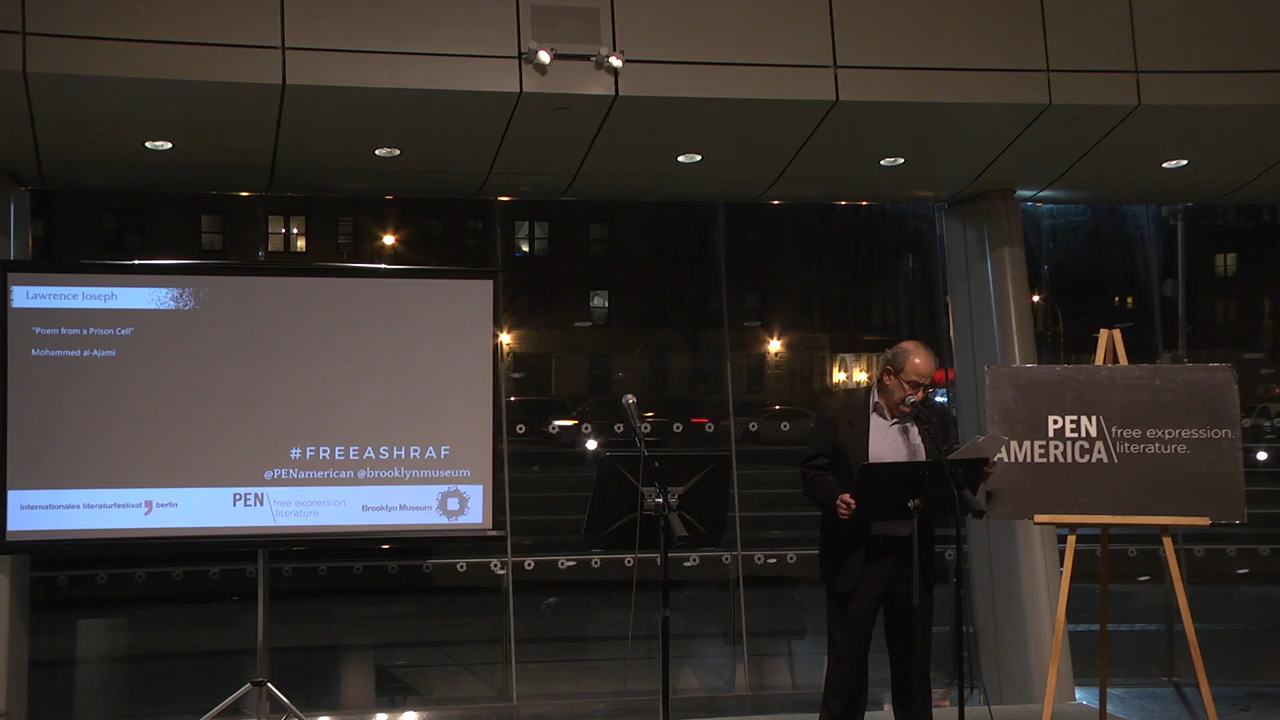 Lawrence Joseph
"Poem from a Prison Cell"
Mohammed al-Ajami
#FREEASHRAF
@PENamerican @brooklynmuseum
internationales literaturfestival berlin
PEN free expression.
literature.
Brooklyn Museum B
PEN
AMERICA
free expression.
literature.